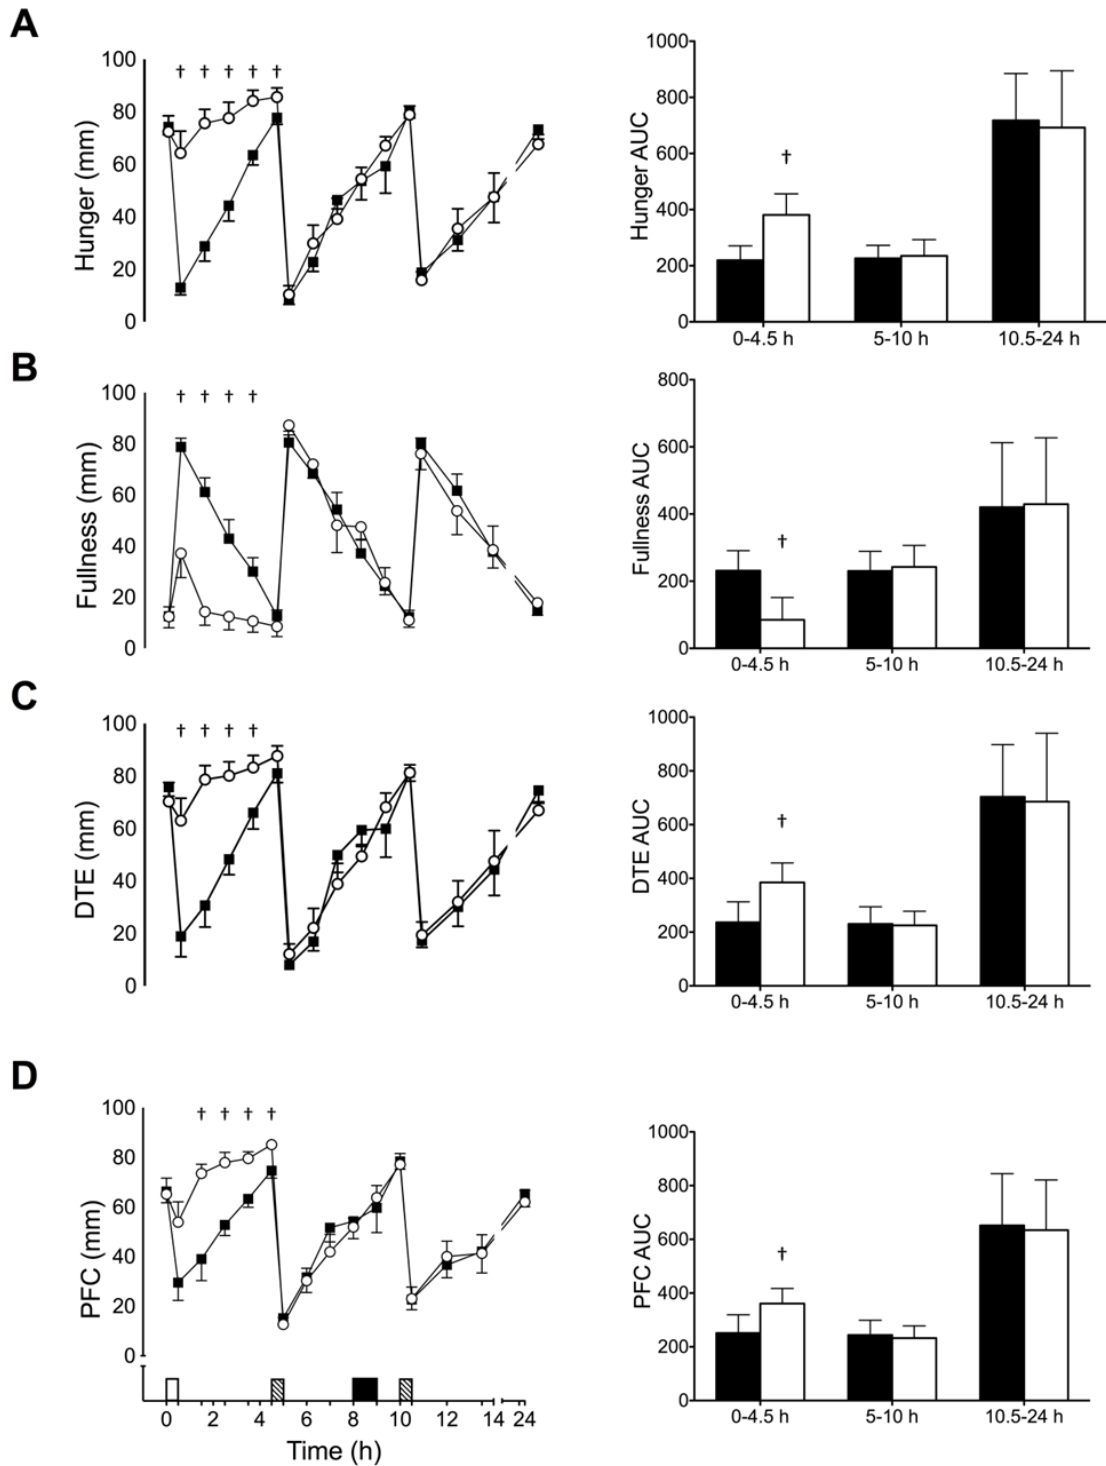 A
Hunger (mm)
100
80
60
40
20
0
† † † † †
Hunger AUC
1000
800
600
400
200
0
†
0-4.5 h 5-10 h 10.5-24 h
B
Fullness (mm)
100
80
60
40
20
0
† † † †
Fullness AUC
800
600
400
200
0
†
0-4.5 h 5-10 h 10.5-24 h
C
DTE (mm)
100
80
60
40
20
0
† † † †
DTE AUC
1000
800
600
400
200
0
†
0-4.5 h 5-10 h 10.5-24 h
D
PFC (mm)
100
80
60
40
20
0
† † † †
0 2 4 6 8 10 12 14 24
Time (h)
PFC AUC
1000
800
600
400
200
0
†
0-4.5 h 5-10 h 10.5-24 h